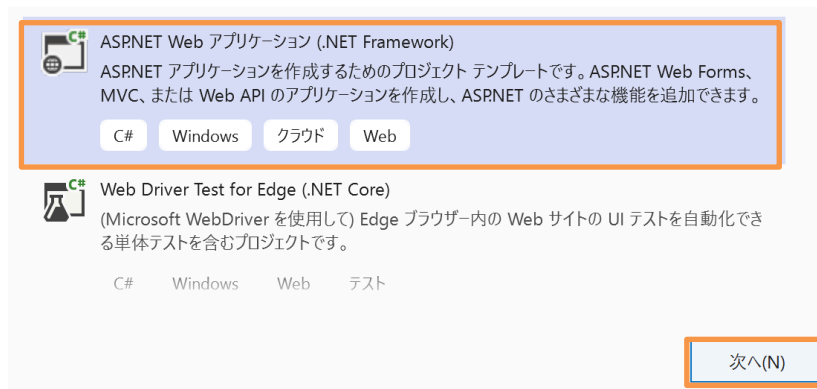 C#
ASP.NET Web アプリケーション (.NET Framework)
ASP.NET アプリケーションを作成するためのプロジェクト テンプレートです。ASP.NET Web Forms、
MVC、または Web API のアプリケーションを作成し、ASP.NET のさまざまな機能を追加できます。
C# Windows クラウド Web
C#
Web Driver Test for Edge (.NET Core)
(Microsoft WebDriver を使用して) Edge ブラウザー内の Web サイトの UI テストを自動化でき
る単体テストを含むプロジェクトです。
C# Windows Web テスト
次へ(N)